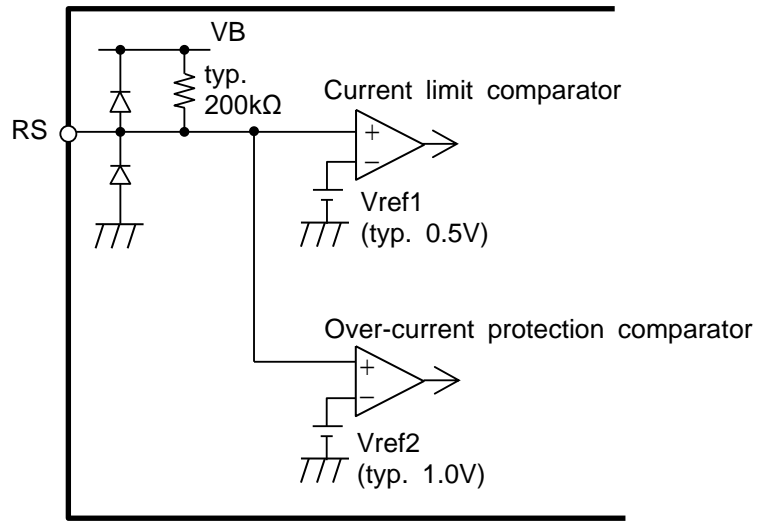 VB
typ.
200kΩ
Current limit comparator
RS
+
−
Vref1
(typ. 0.5V)
Over-current protection comparator
+
−
Vref2
(typ. 1.0V)